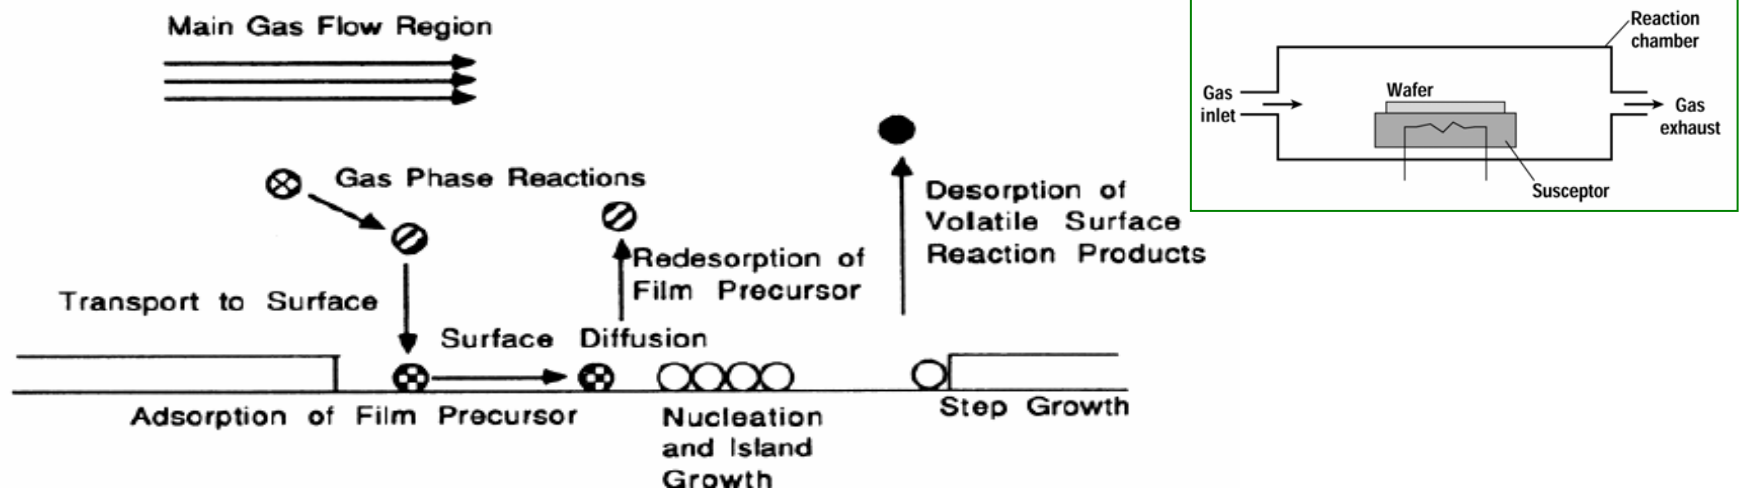 Main Gas Flow Region
Gas Phase Reactions
Transport to Surface
Redesorption of
Film Precursor
Desorption of
Volatile Surface
Reaction Products
Surface Diffusion
Adsorption of Film Precursor
Nucleation
and Island
Growth
Step Growth
Reaction
chamber
Gas
inlet
Wafer
Gas
exhaust
Susceptor